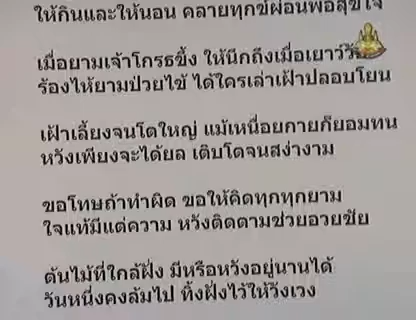 ให้กินและให้นอน คลายทุกข์ผ่อนพอสุขใจ
เมื่อยามเจ้าโกรธขึ้ง ให้นึกถึงเมื่อเยาว์วัย
ร้องไห้ยามป่วยไข้ ได้ใครเล่าเฝ้าปลอบโยน
เฝ้าเลี้ยงจนโตใหญ่ แม้เหนื่อยกายก็ยอมทน
หวังเพียงจะได้ยล เติบโตจนสง่างาม
ขอโทษถ้าทำผิด ขอให้คิดทุกทุกยาม
ใจแท้มีแต่ความ หวังติดตามช่วยอวยชัย
ต้นไม้ที่ใกล้ฝั่ง มีหรือหวังอยู่นานได้
วันหนึ่งคงล้มไป ทิ้งฝั่งไว้ให้วังเวง